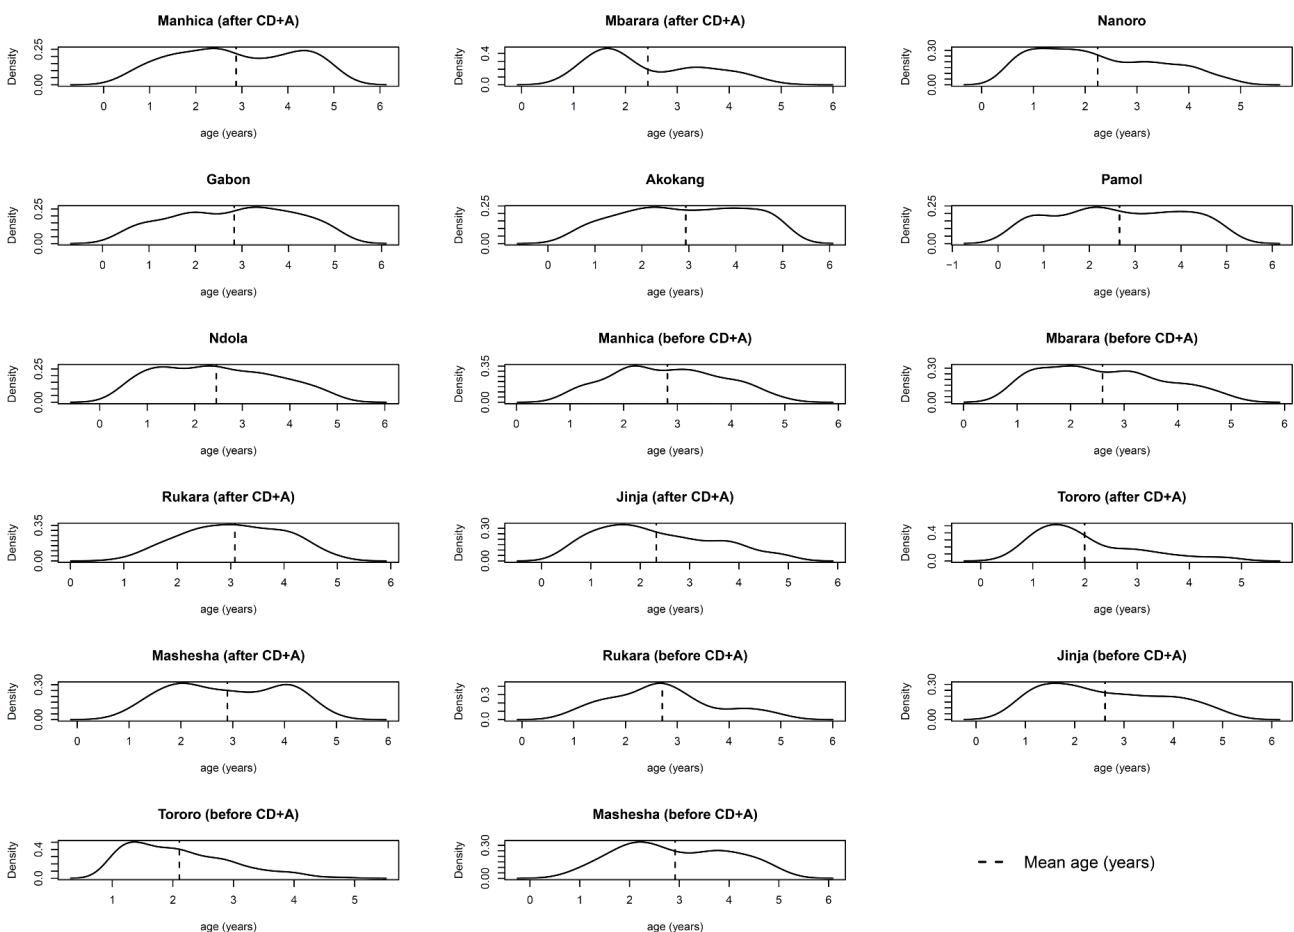 Manhica (after CD+A)
Density
0.00 0.25
0 1 2 3 4 5 6
age (years)
Mbarara (after CD+A)
Density
0.0 0.4
0 1 2 3 4 5 6
age (years)
Nanoro
Density
0.00 0.30
0 1 2 3 4 5
age (years)
Gabon
Density
0.00 0.25
0 1 2 3 4 5 6
age (years)
Akokang
Density
0.00 0.25
0 1 2 3 4 5 6
age (years)
Pamol
Density
0.00 0.25
−1 0 1 2 3 4 5 6
age (years)
Ndola
Density
0.00 0.25
0 1 2 3 4 5 6
age (years)
Manhica (before CD+A)
Density
0.00 0.35
0 1 2 3 4 5 6
age (years)
Mbarara (before CD+A)
Density
0.00 0.30
0 1 2 3 4 5 6
age (years)
Rukara (after CD+A)
Density
0.00 0.35
0 1 2 3 4 5 6
age (years)
Jinja (after CD+A)
Density
0.00 0.30
0 1 2 3 4 5 6
age (years)
Tororo (after CD+A)
Density
0.0 0.4
0 1 2 3 4 5
age (years)
Mashesha (after CD+A)
Density
0.00 0.30
0 1 2 3 4 5 6
age (years)
Rukara (before CD+A)
Density
0.0 0.3
0 1 2 3 4 5 6
age (years)
Jinja (before CD+A)
Density
0.00 0.30
0 1 2 3 4 5 6
age (years)
Tororo (before CD+A)
Density
0.0 0.4
1 2 3 4 5
age (years)
Mashesha (before CD+A)
Density
0.00 0.30
0 1 2 3 4 5 6
age (years)
Mean age (years)